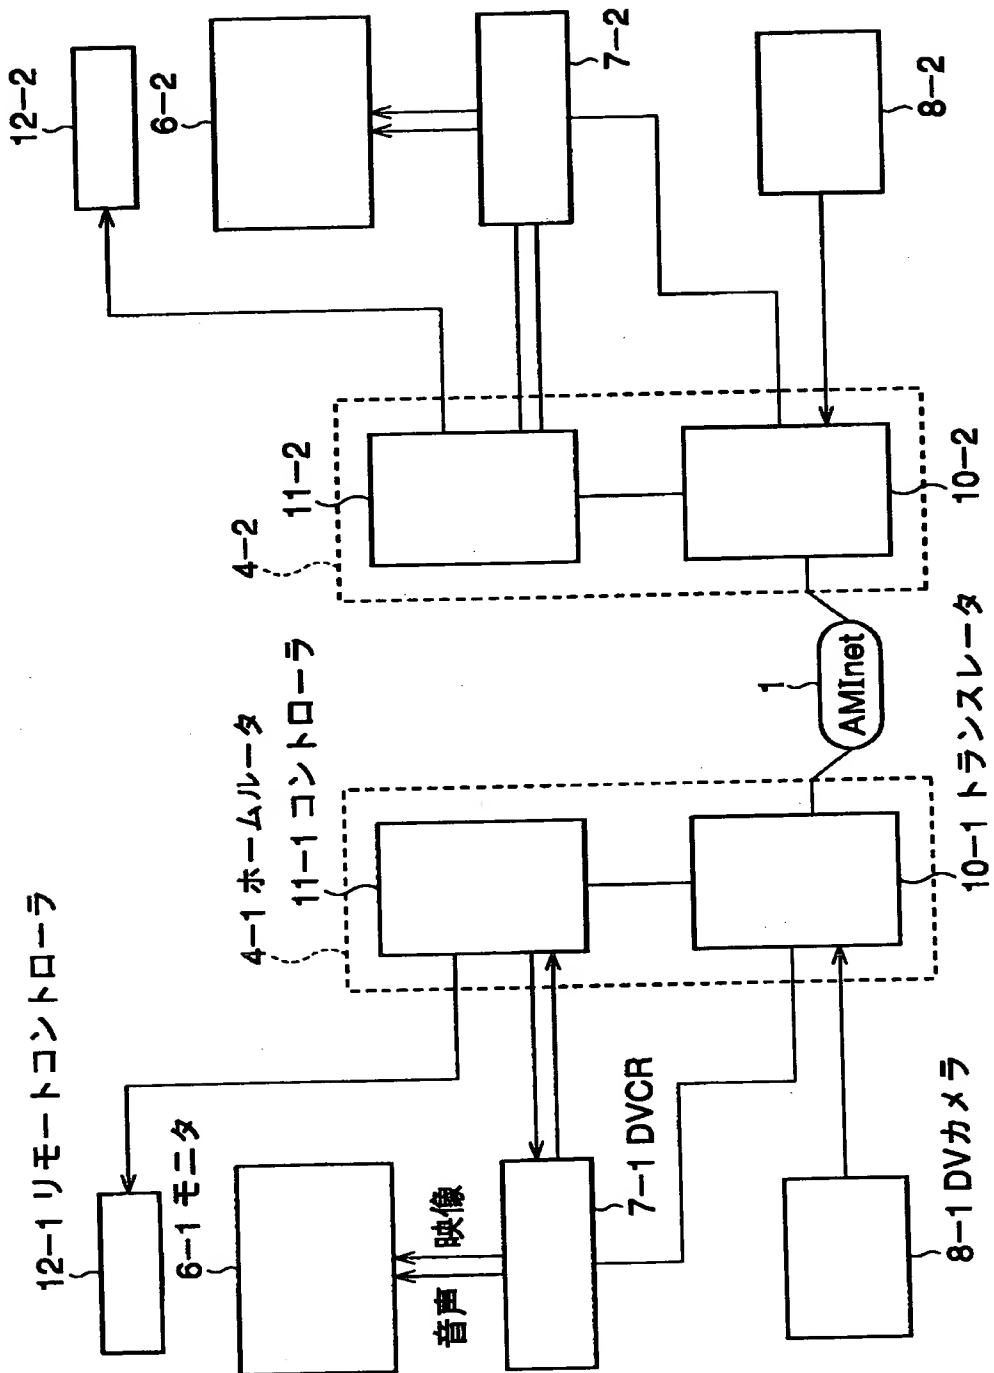 12-1 リモートコントローラ
6-1 モニタ
音声
映像
7-1 DVCR
8-1 DVカメラ
4-1 ホームルータ
11-1 コントローラ
10-1 トランスレータ
1
AMInet
4-2
11-2
10-2
12-2
6-2
7-2
8-2